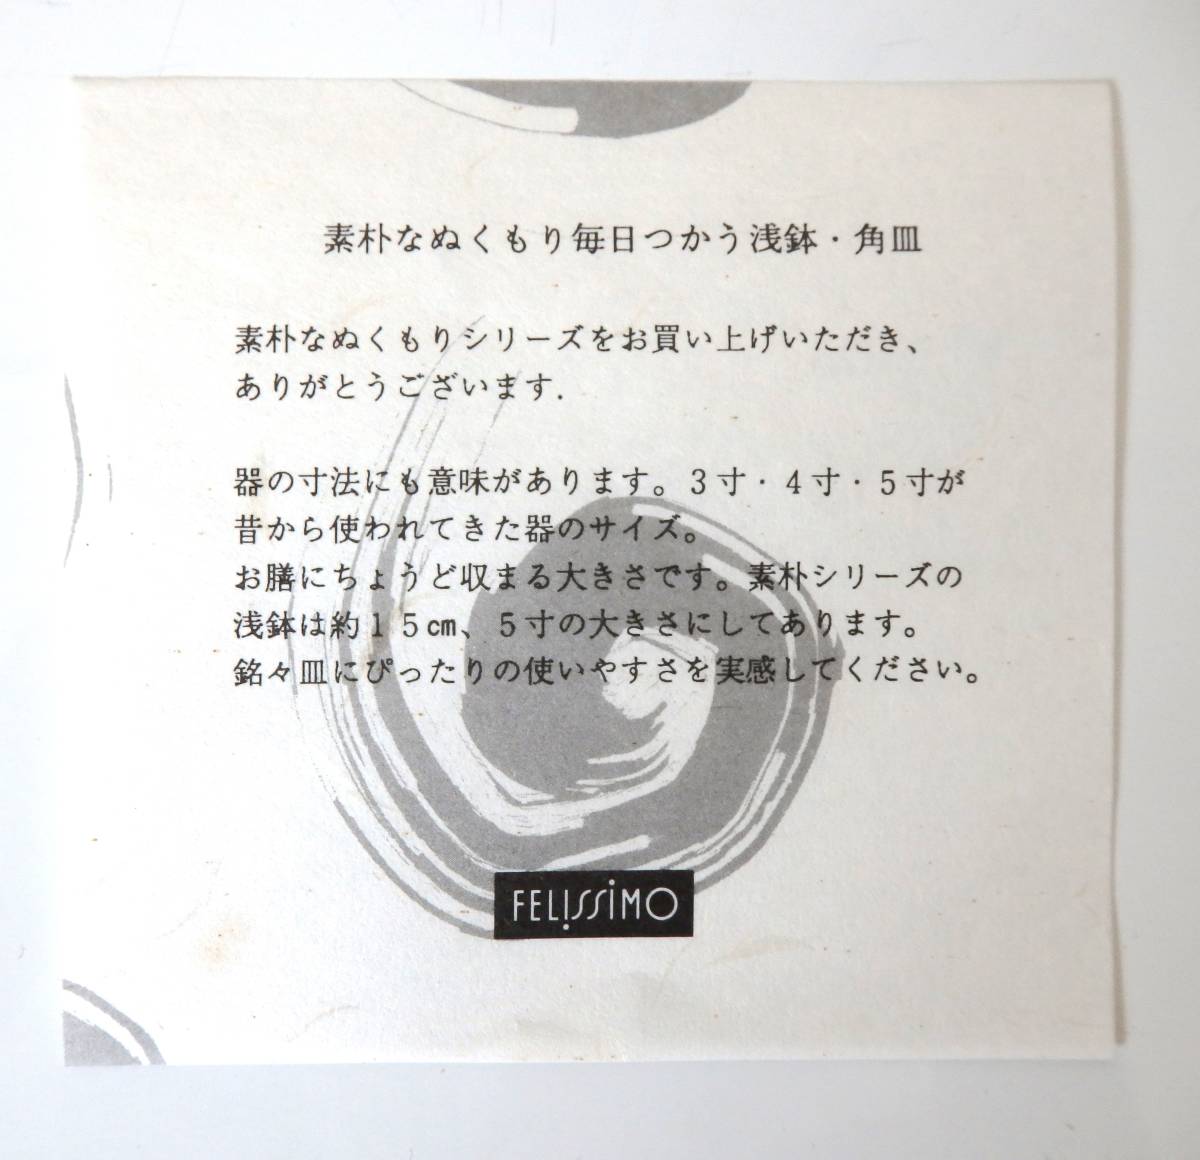 素朴なぬくもり毎日つかう浅鉢・角皿
素朴なぬくもりシリーズをお買い上げいただき、
ありがとうございます.
器の寸法にも意味があります。3寸・4寸・5寸が
昔から使われてきた器のサイズ。
お膳にちょうど収まる大きさです。素朴シリーズの
浅鉢は約15㎝、5寸の大きさにしてあります。
銘々皿にぴったりの使いやすさを実感してください。
FELISSIMO